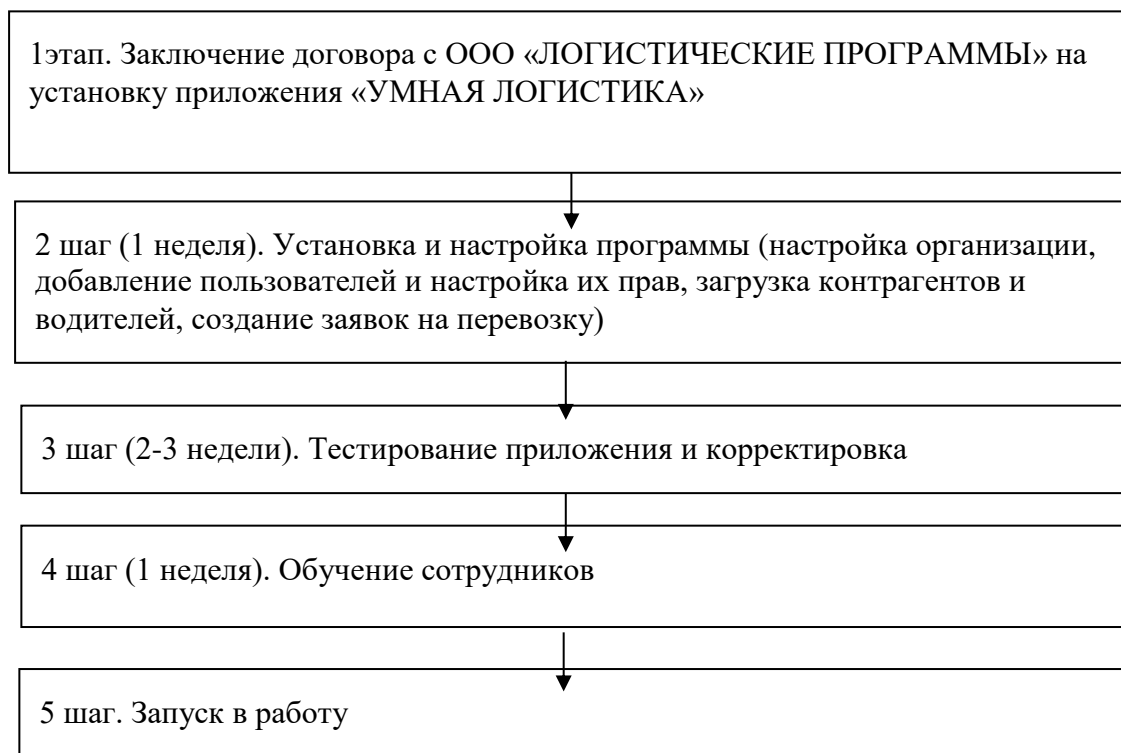 1этап. Заключение договора с ООО «ЛОГИСТИЧЕСКИЕ ПРОГРАММЫ» на
установку приложения «УМНАЯ ЛОГИСТИКА»
2 шаг (1 неделя). Установка и настройка программы (настройка организации,
добавление пользователей и настройка их прав, загрузка контрагентов и
водителей, создание заявок на перевозку)
3 шаг (2-3 недели). Тестирование приложения и корректировка
4 шаг (1 неделя). Обучение сотрудников
5 шаг. Запуск в работу